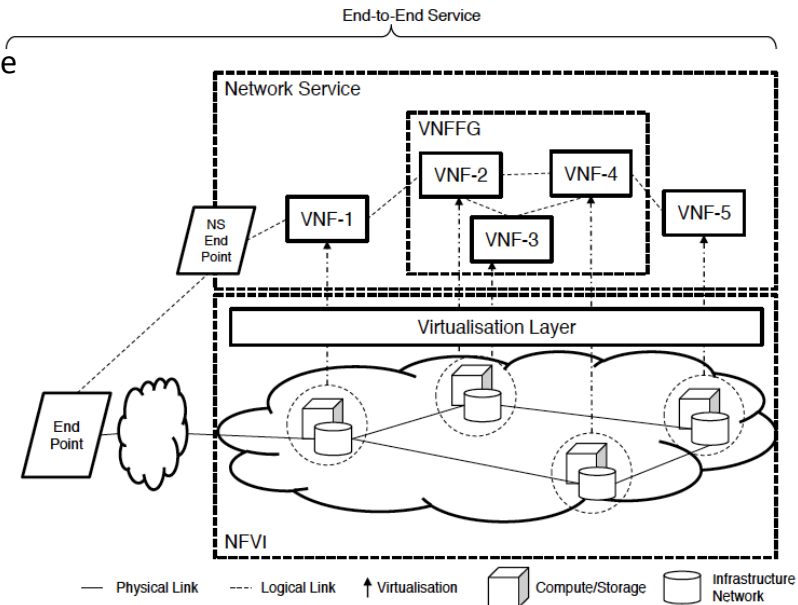 End-to-End Service
e
Network Service
VNFFG
VNF-2
VNF-4
VNF-1
VNF-3
VNF-5
NS
End
Point
Virtualisation Layer
End
Point
NFVI
Physical Link
Logical Link
Virtualisation
Compute/Storage
Infrastructure
Network